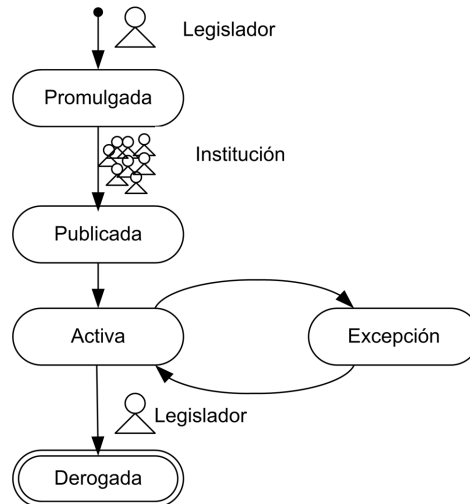 Legislador
Promulgada
Institución
Publicada
Activa
Excepción
Legislador
Derogada